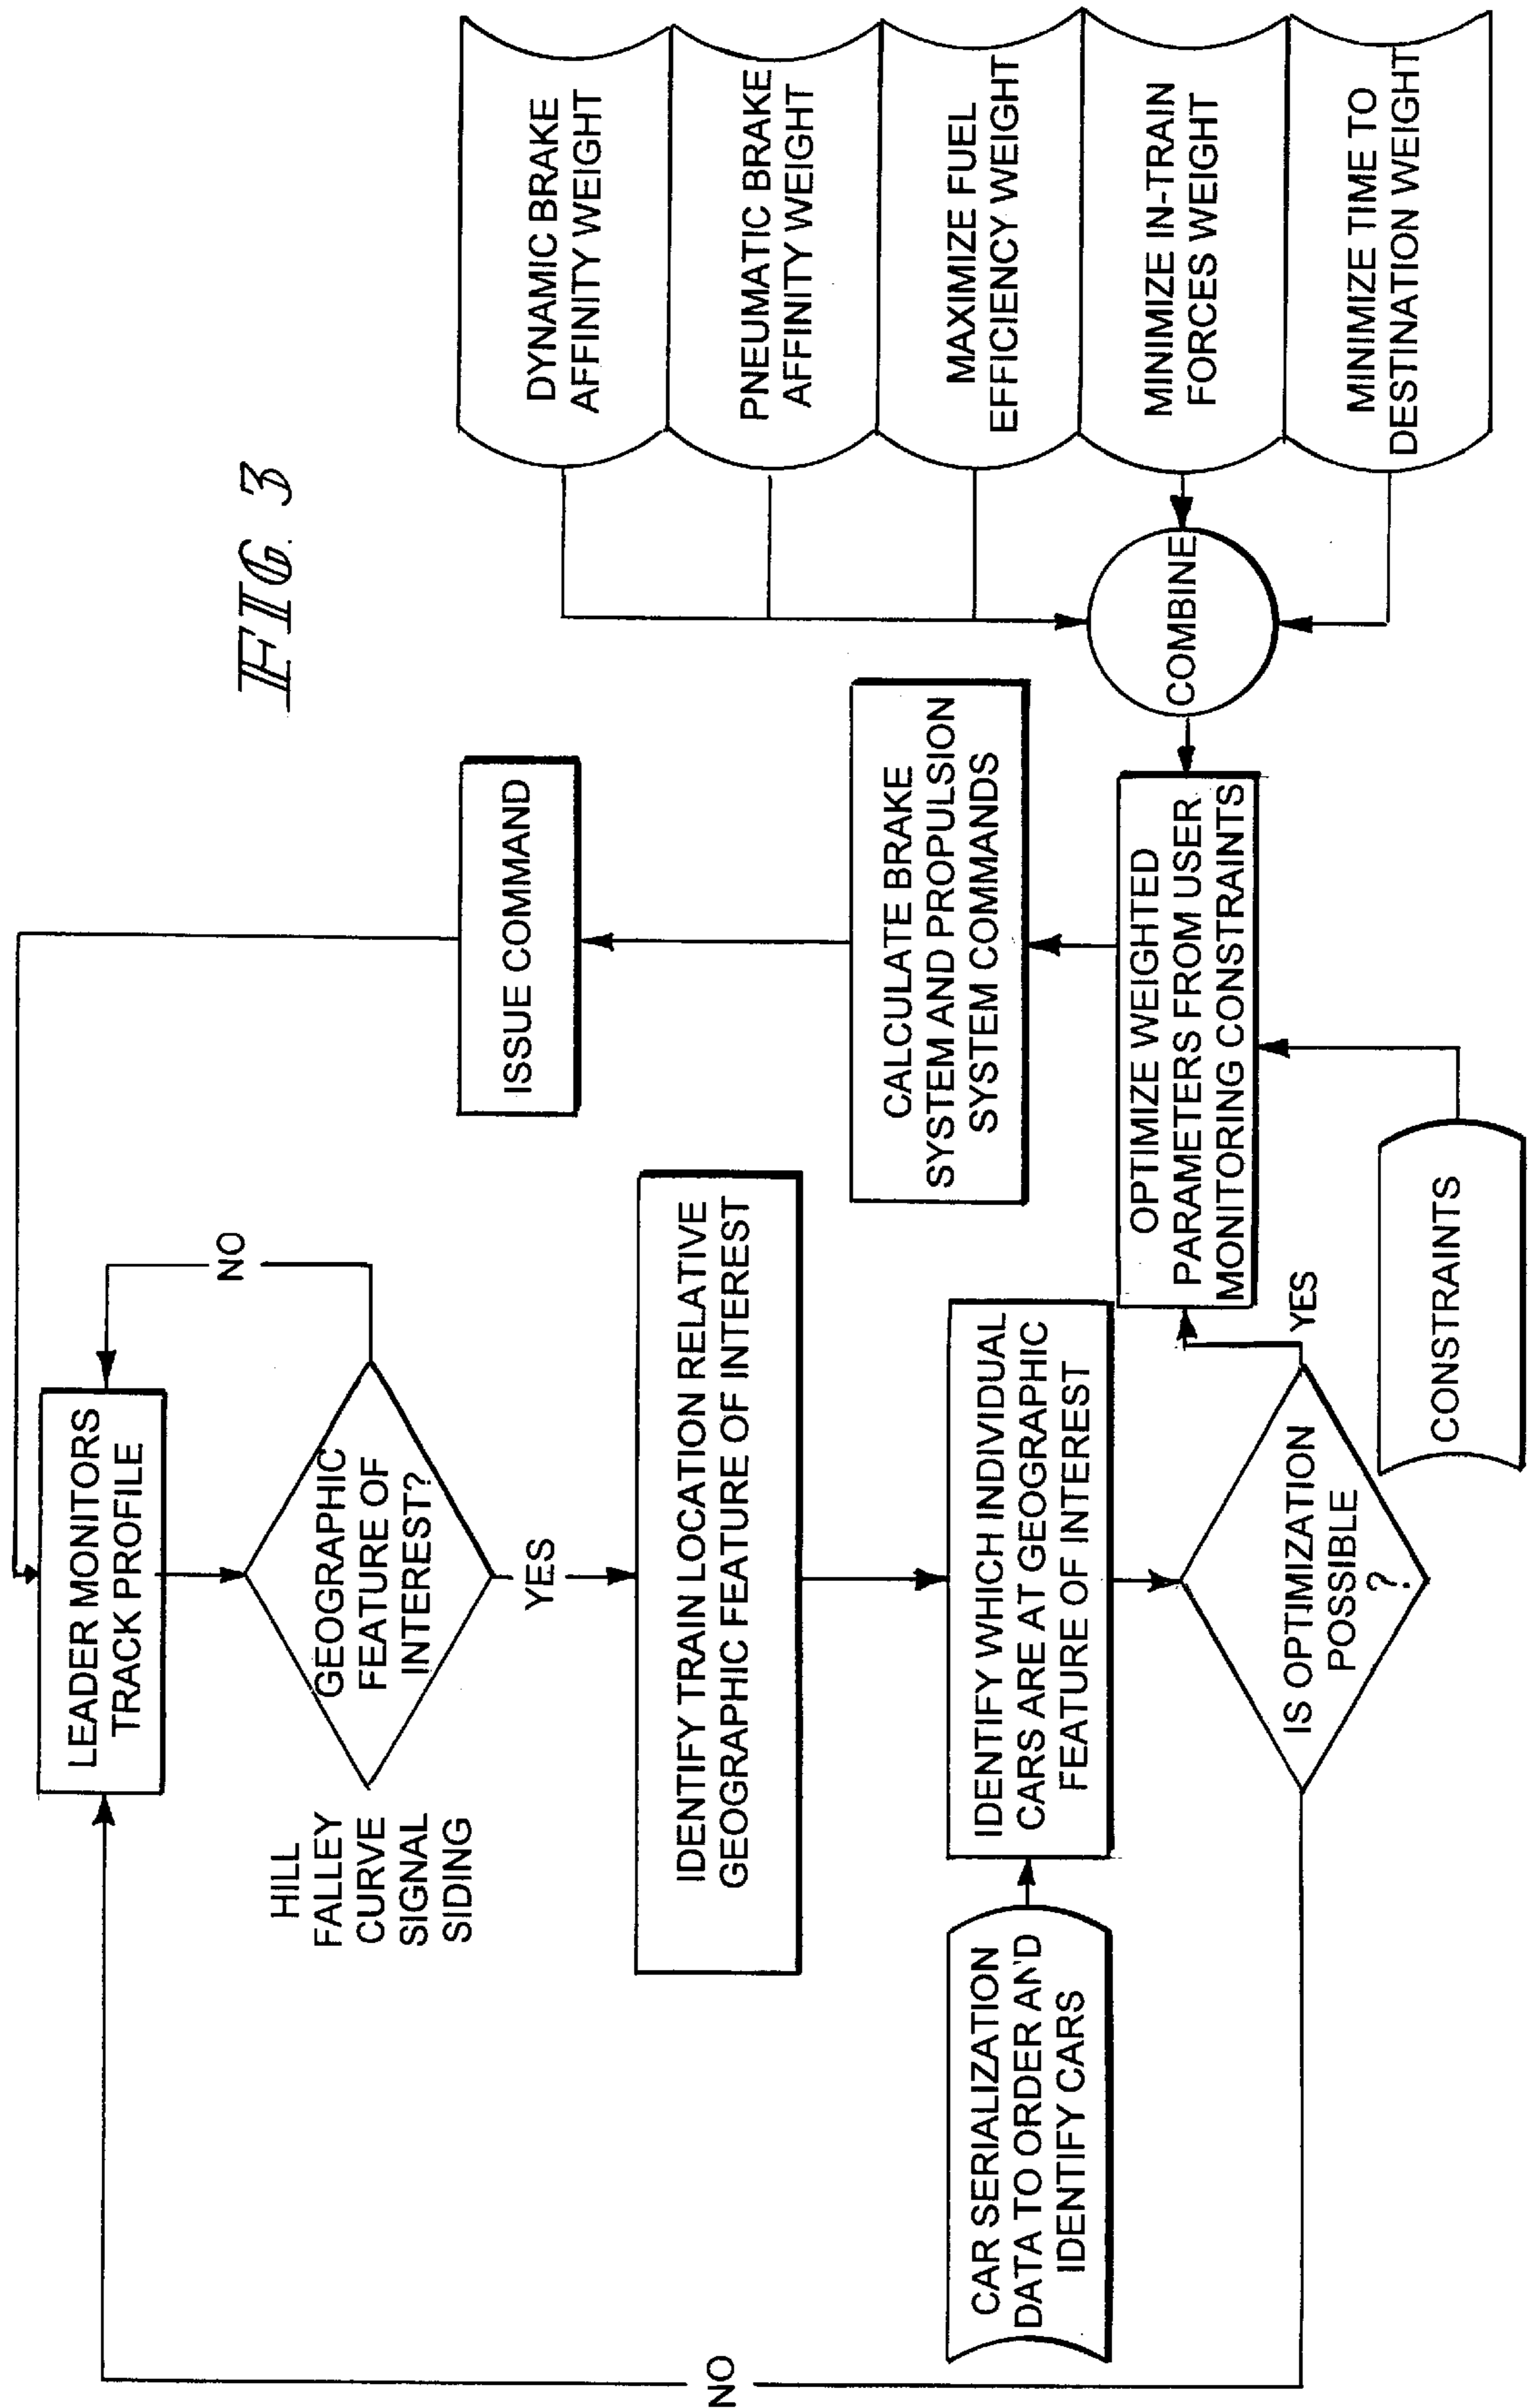 FIG. 3
LEADER MONITORS
TRACK PROFILE
GEOGRAPHIC
FEATURE OF
INTEREST?
NO
HILL
FALLEY
CURVE
SIGNAL
SIDING
YES
IDENTIFY TRAIN LOCATION RELATIVE
GEOGRAPHIC FEATURE OF INTEREST
CAR SERIALIZATION
DATA TO ORDER AND
IDENTIFY CARS
IDENTIFY WHICH INDIVIDUAL
CARS ARE AT GEOGRAPHIC
FEATURE OF INTEREST
IS OPTIMIZATION
POSSIBLE
?
NO
YES
CONSTRAINTS
OPTIMIZE WEIGHTED
PARAMETERS FROM USER
MONITORING CONSTRAINTS
CALCULATE BRAKE
SYSTEM AND PROPULSION
SYSTEM COMMANDS
ISSUE COMMAND
COMBINE
DYNAMIC BRAKE
AFFINITY WEIGHT
PNEUMATIC BRAKE
AFFINITY WEIGHT
MAXIMIZE FUEL
EFFICIENCY WEIGHT
MINIMIZE IN-TRAIN
FORCES WEIGHT
MINIMIZE TIME TO
DESTINATION WEIGHT